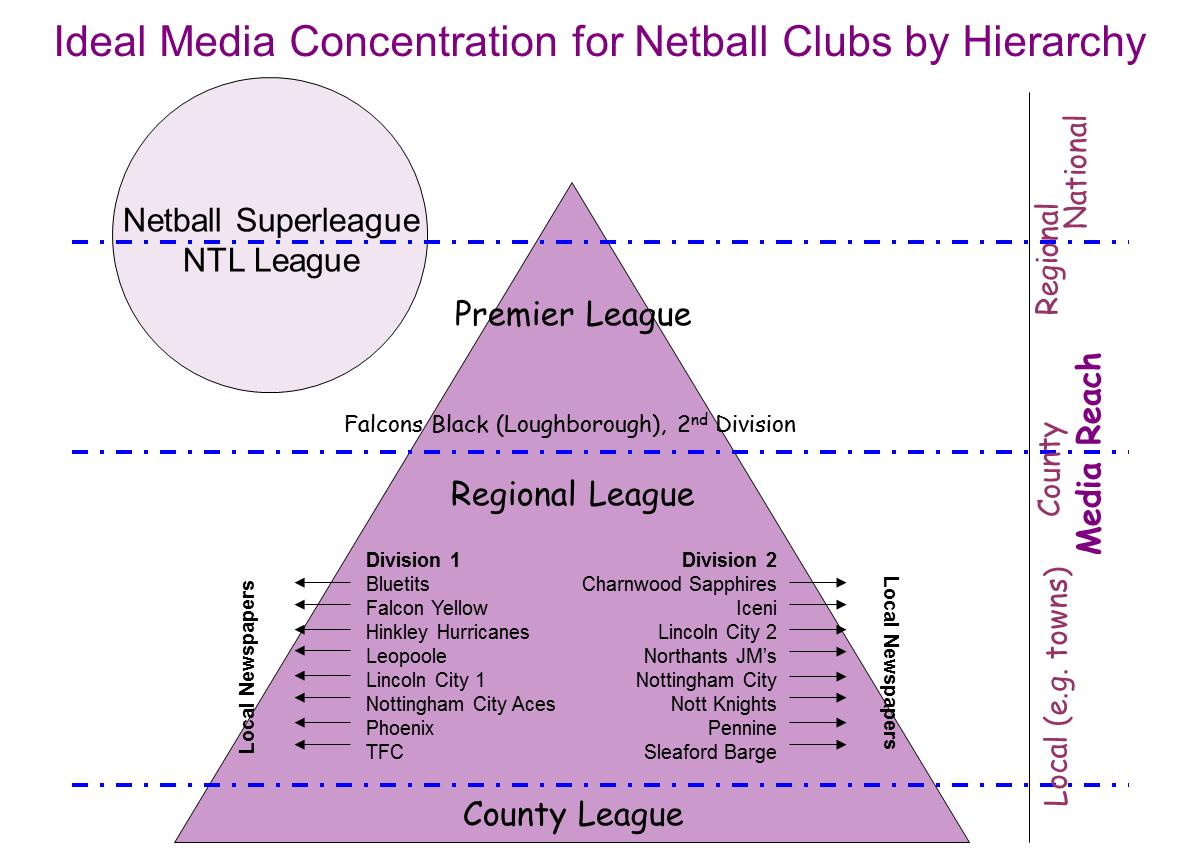 Ideal Media Concentration for Netball Clubs by Hierarchy
Netball Superleague
NTL League
Premier League
Falcons Black (Loughborough), 2nd Division
Regional League
Division 1
Bluetits
Falcon Yellow
Hinkley Hurricanes
Leopoole
Lincoln City 1
Nottingham City Aces
Phoenix
TFC
Division 2
Charnwood Sapphires
Iceni
Lincoln City 2
Northants JM's
Nottingham City
Nott Knights
Pennine
Sleaford Barge
Local Newspapers
Local Newspapers
County League
National
Regional
County
Local (e.g. towns)
Media Reach